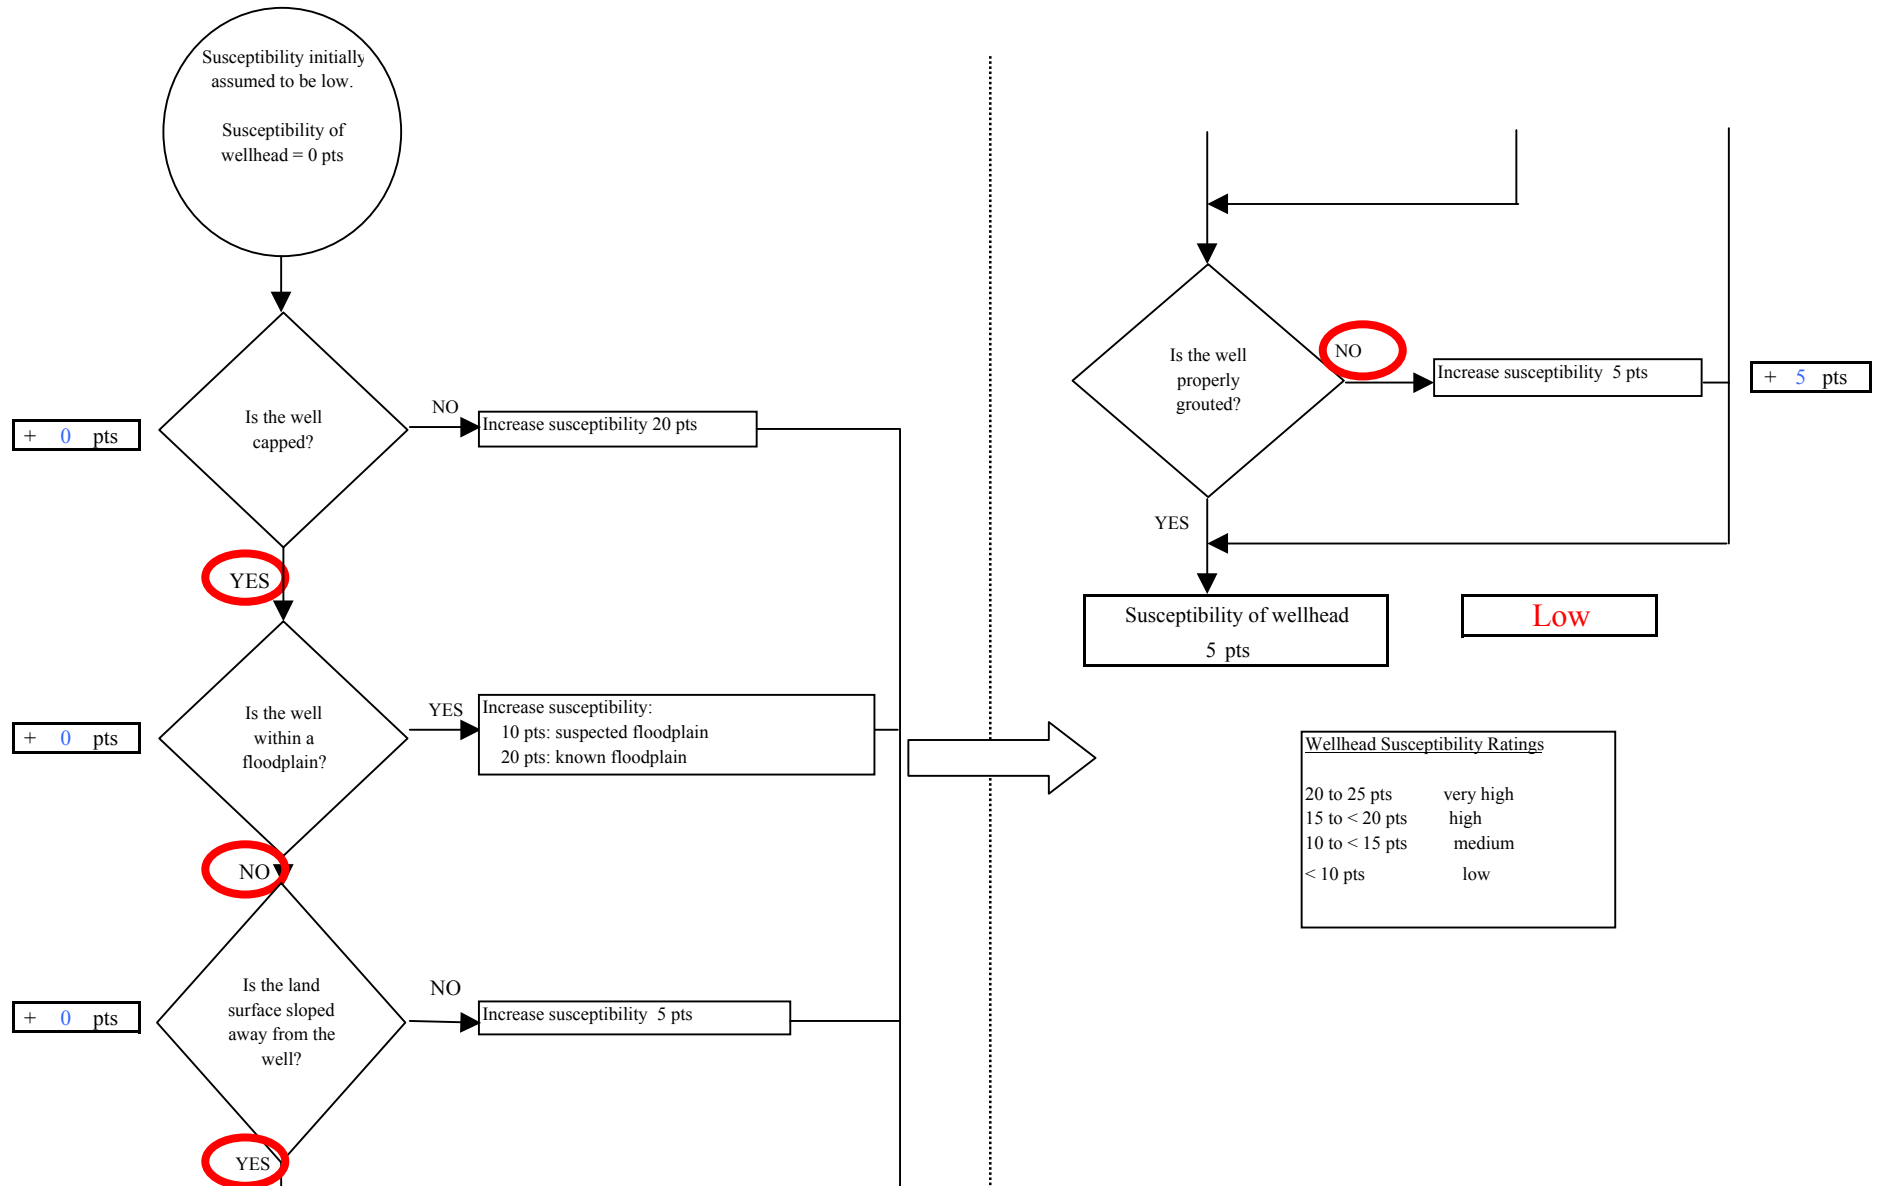 Susceptibility initially
assumed to be low.
Susceptibility of
wellhead = 0 pts
Is the well
capped?
NO
Increase susceptibility 20 pts
+ 0 pts
YES
Is the well
within a
floodplain?
YES
Increase susceptibility:
10 pts: suspected floodplain
20 pts: known floodplain
+ 0 pts
NO
Is the land
surface sloped
away from the
well?
NO
Increase susceptibility 5 pts
+ 0 pts
YES
Is the well
properly
grouted?
NO
Increase susceptibility 5 pts
+ 5 pts
YES
Susceptibility of wellhead
5 pts
Low
Wellhead Susceptibility Ratings
20 to 25 pts very high
15 to < 20 pts high
10 to < 15 pts medium
< 10 pts low